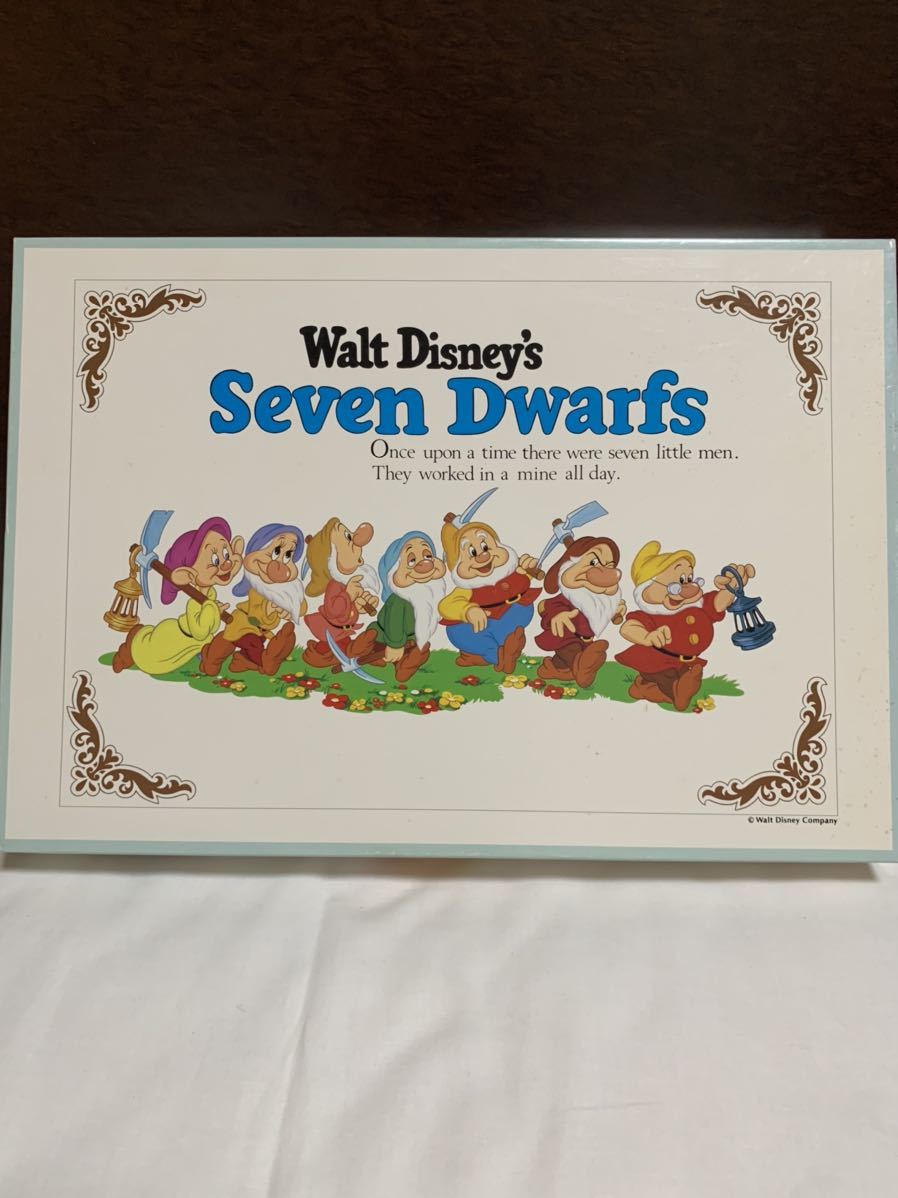 Walt Disney's
Seven Dwarfs
Once upon a time there were seven little men.
They worked in a mine all day.
© Walt Disney Company